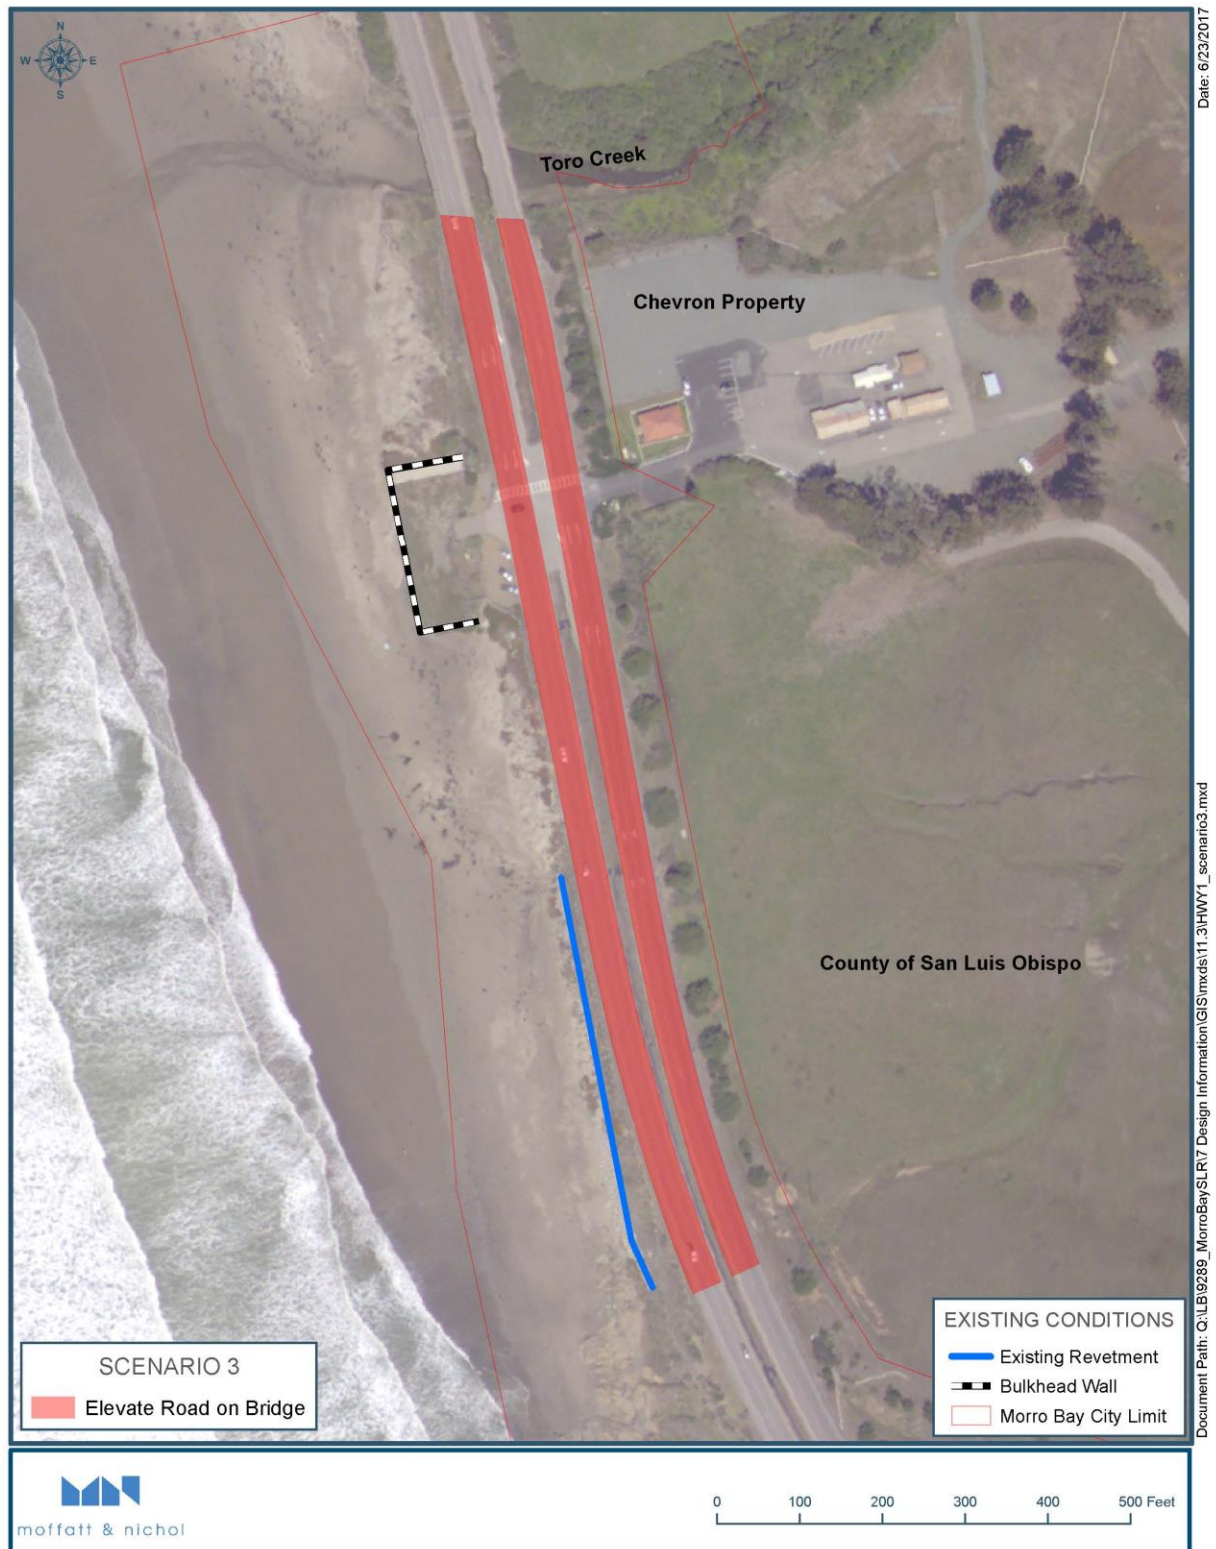 N
W
E
S
Toro Creek
Chevron Property
County of San Luis Obispo
SCENARIO 3
Elevate Road on Bridge
EXISTING CONDITIONS
Existing Revetment
Bulkhead Wall
Morro Bay City Limit
moffatt & nichol
0 100 200 300 400 500 Feet
Date: 6/23/2017
Document Path: Q:\LB\9289_MorroBaySLR\7 Design Information\GIS\mxds\11.3\HWY1_scenario3.mxd